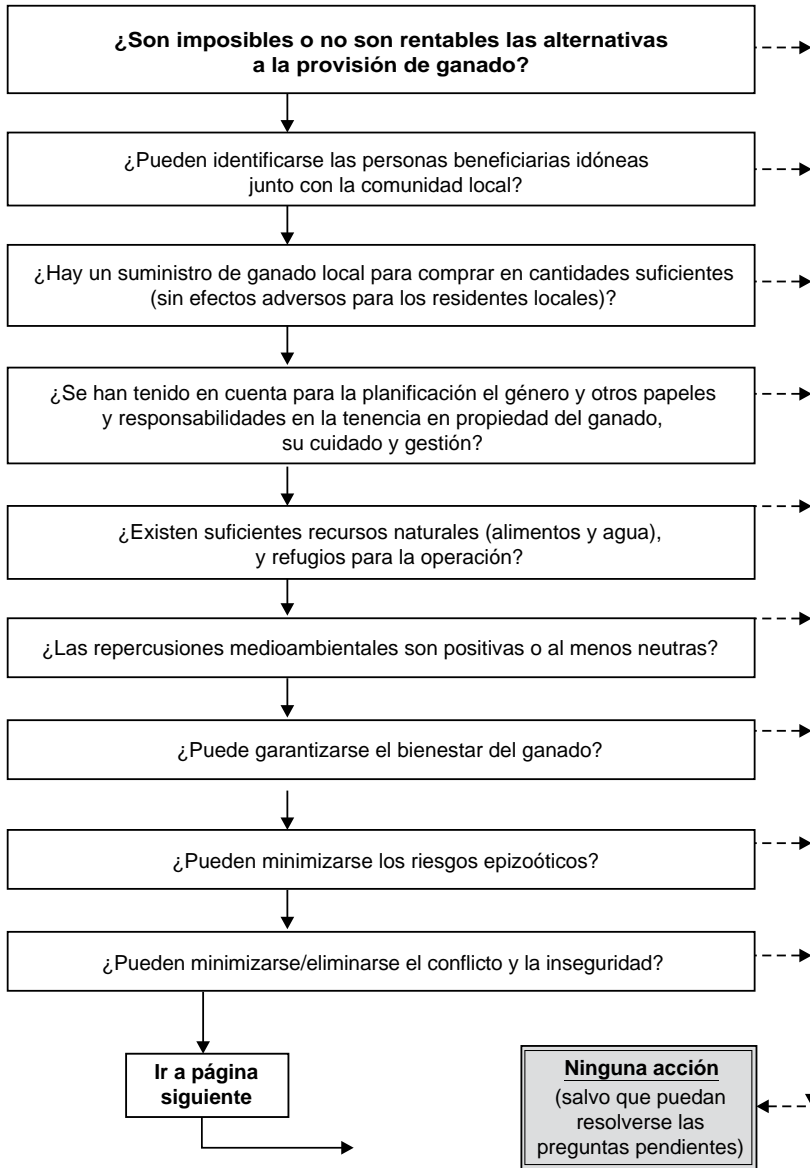 ¿Son imposibles o no son rentables las alternativas
a la provisión de ganado?
¿Pueden identificarse las personas beneficiarias idóneas
junto con la comunidad local?
¿Hay un suministro de ganado local para comprar en cantidades suficientes
(sin efectos adversos para los residentes locales)?
¿Se han tenido en cuenta para la planificación el género y otros papeles
y responsabilidades en la tenencia en propiedad del ganado,
su cuidado y gestión?
¿Existen suficientes recursos naturales (alimentos y agua),
y refugios para la operación?
¿Las repercusiones medioambientales son positivas o al menos neutras?
¿Puede garantizarse el bienestar del ganado?
¿Pueden minimizarse los riesgos epizoóticos?
¿Pueden minimizarse/eliminarse el conflicto y la inseguridad?
Ir a página
siguiente
Ninguna acción
(salvo que puedan
resolverse las
preguntas pendientes)